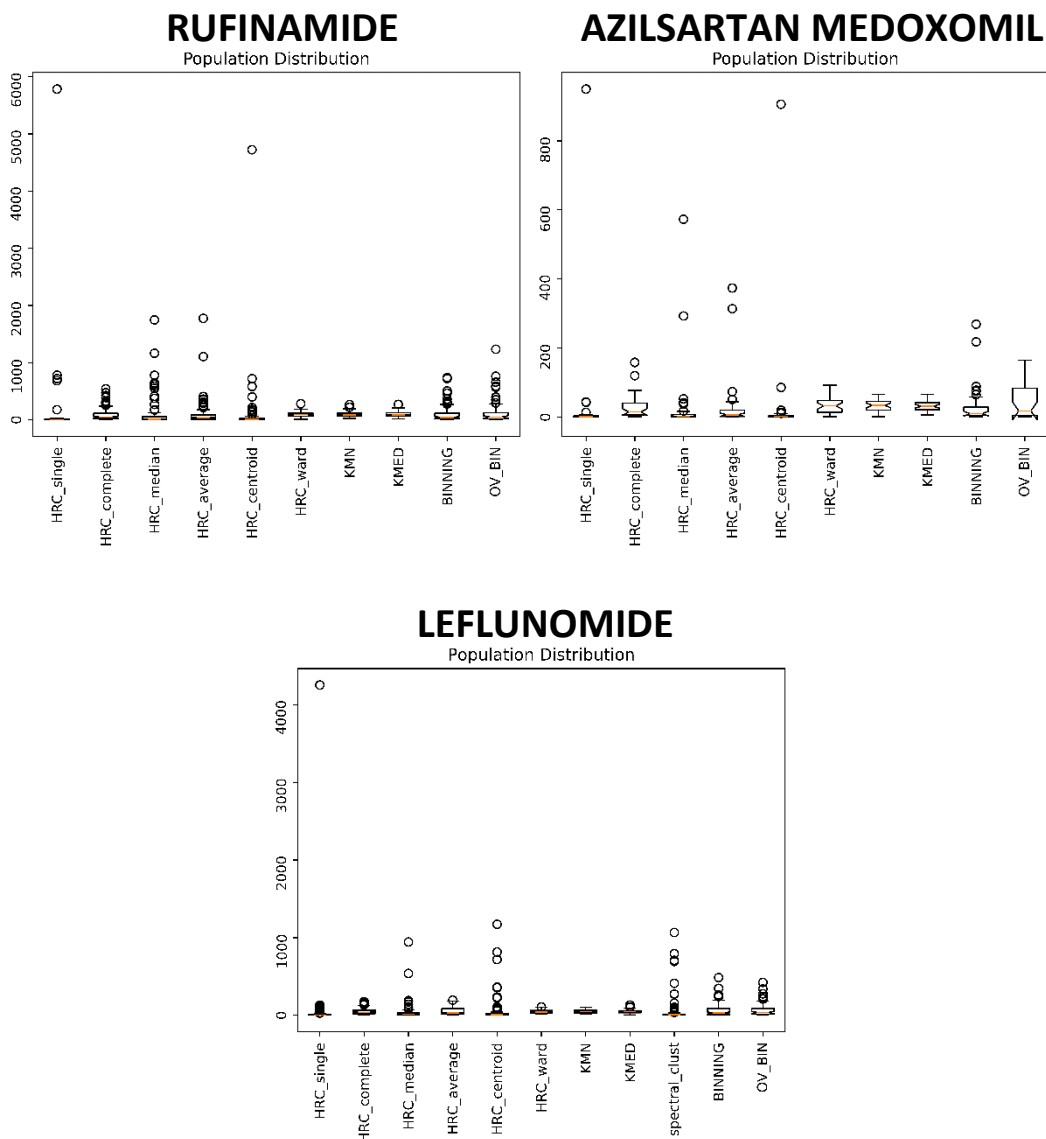 RUFINAMIDE
Population Distribution
6000
5000
4000
3000
2000
1000
0
HRC_single
HRC_complete
HRC_median
HRC_average
HRC_centroid
HRC_ward
KMN
KMED
BINNING
OV_BIN
AZILSARTAN MEDOXOMIL
Population Distribution
800
600
400
200
0
HRC_single
HRC_complete
HRC_median
HRC_average
HRC_centroid
HRC_ward
KMN
KMED
BINNING
OV_BIN
LEFLUNOMIDE
Population Distribution
4000
3000
2000
1000
0
HRC_single
HRC_complete
HRC_median
HRC_average
HRC_centroid
HRC_ward
KMN
KMED
spectral_clust
BINNING
OV_BIN